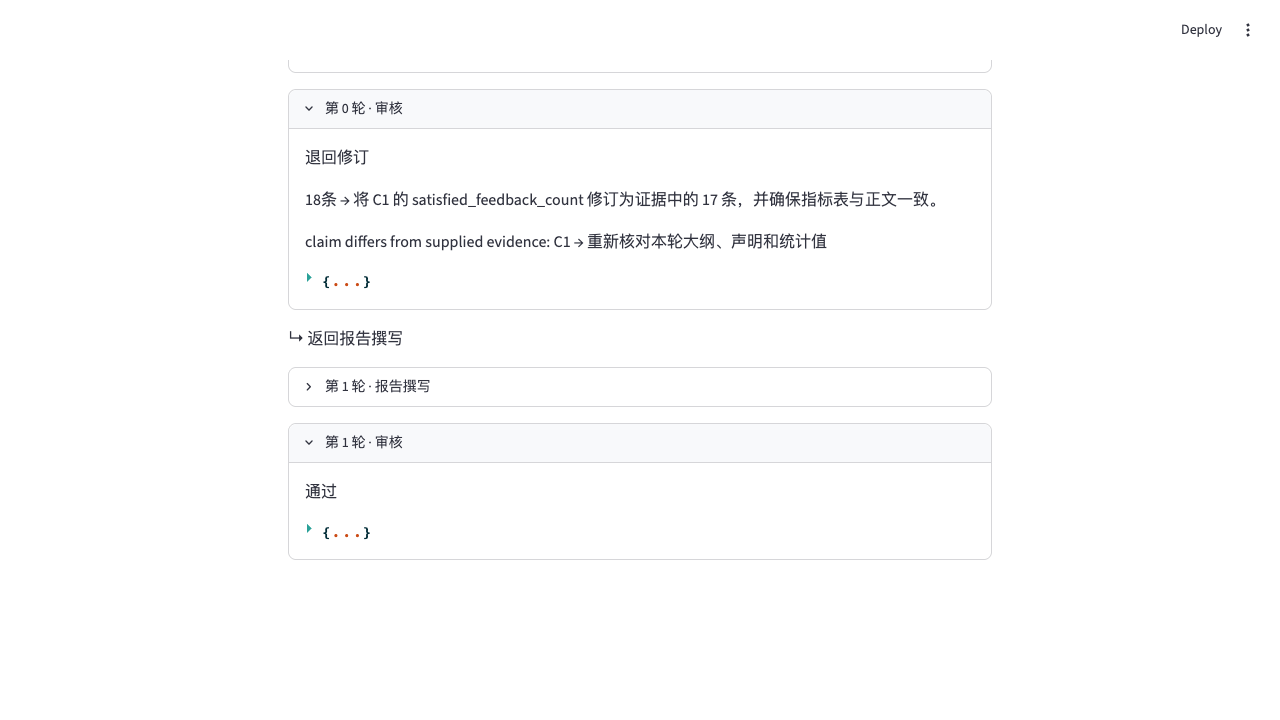 Deploy
第 0 轮 · 审核
退回修订
18条 → 将 C1 的 satisfied_feedback_count 修订为证据中的 17 条，并确保指标表与正文一致。
claim differs from supplied evidence: C1 → 重新核对本轮大纲、声明和统计值
{...}
↳ 返回报告撰写
第 1 轮 · 报告撰写
第 1 轮 · 审核
通过
{...}